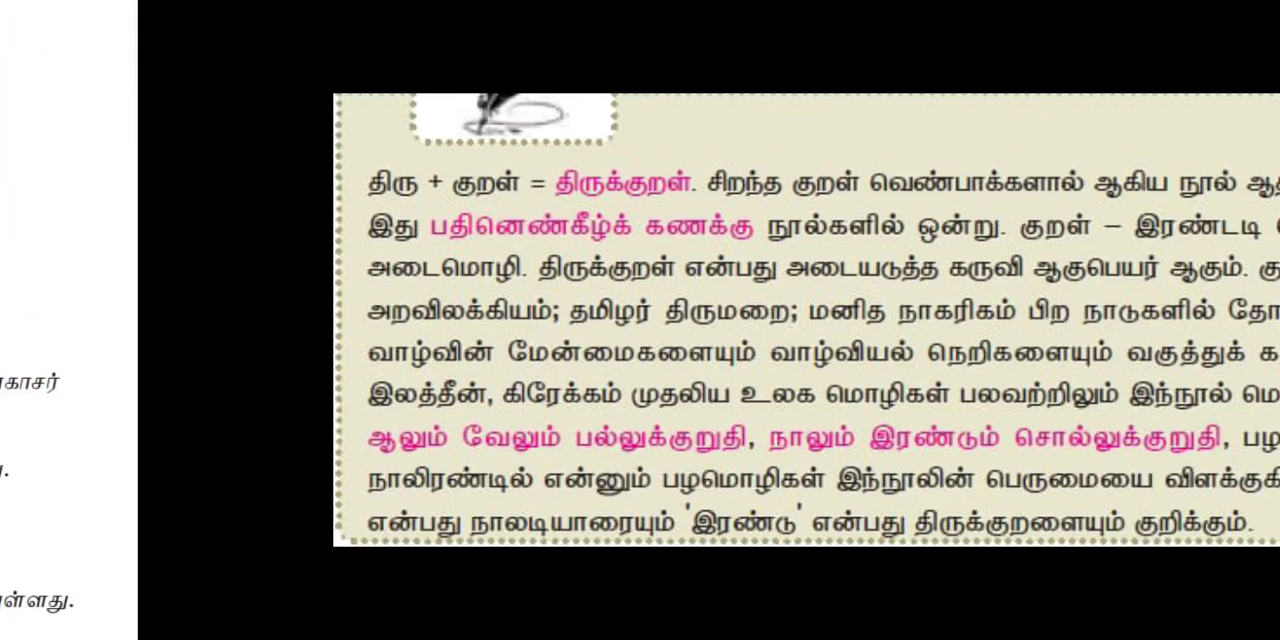 திரு + குறள் = திருக்குறள். சிறந்த குறள் வெண்பாக்களால் ஆகிய நூல்
இது பதினெண்கீழ்க் கணக்கு நூல்களில் ஒன்று. குறள் – இரண்டடி
அடைமொழி. திருக்குறள் என்பது அடையடுத்த கருவி ஆகுபெயர் ஆகும்.
அறவிலக்கியம்; தமிழர் திருமறை; மனித நாகரிகம் பிற நாடுகளில்
வாழ்வின் மேன்மைகளையும் வாழ்வியல் நெறிகளையும் வகுத்துக்
இலத்தீன், கிரேக்கம் முதலிய உலக மொழிகள் பலவற்றிலும் இந்நூல்
ஆலும் வேலும் பல்லுக்குறுதி, நாலும் இரண்டும் சொல்லுக்குறுதி,
நாலிரண்டில் என்னும் பழமொழிகள் இந்நூலின் பெருமையை
என்பது நாலடியாரையும் 'இரண்டு' என்பது திருக்குறளையும் குறிக்கும்.